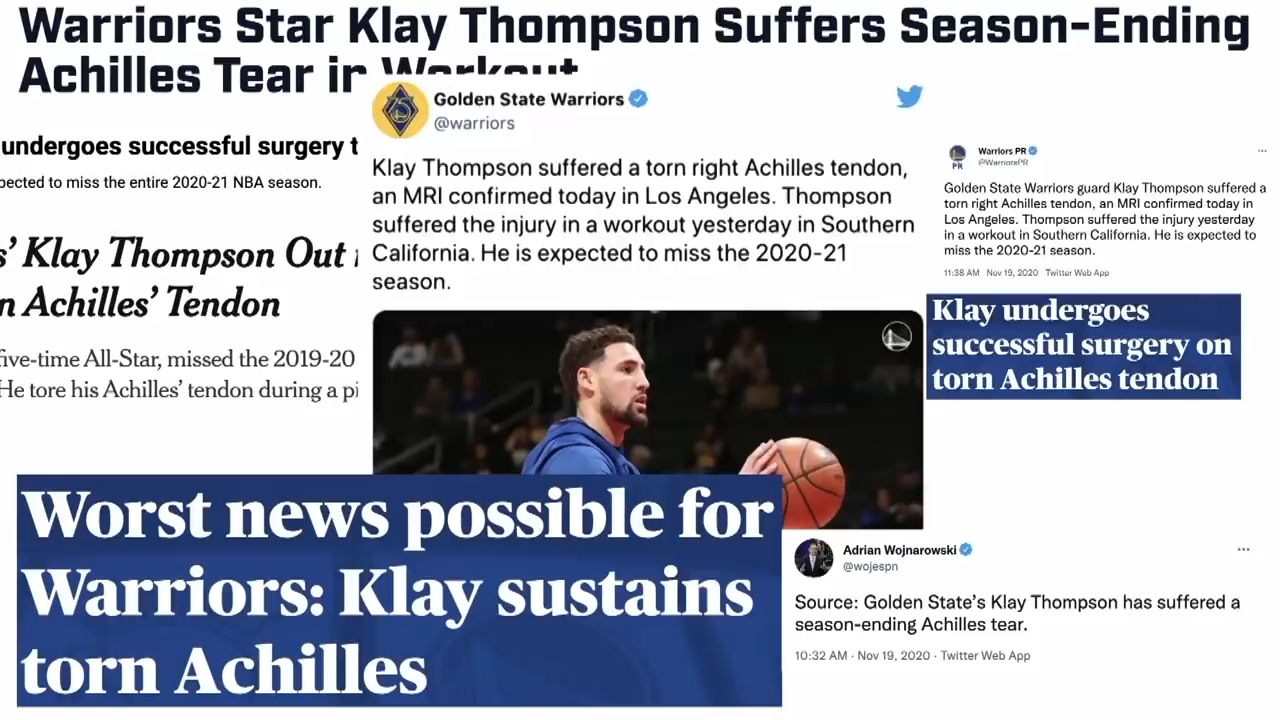 Warriors Star Klay Thompson Suffers Season-Ending
Achilles Tear in Workout
undergoes successful surgery t
pected to miss the entire 2020-21 NBA season.
s’ Klay Thompson Out
n Achilles’ Tendon
five-time All-Star, missed the 2019-20
He tore his Achilles’ tendon during a pi
Golden State Warriors
@warriors
Klay Thompson suffered a torn right Achilles tendon,
an MRI confirmed today in Los Angeles. Thompson
suffered the injury in a workout yesterday in Southern
California. He is expected to miss the 2020-21
season.
Warriors PR
@WarriorsPR
Golden State Warriors guard Klay Thompson suffered a
torn right Achilles tendon, an MRI confirmed today in
Los Angeles. Thompson suffered the injury yesterday
in a workout in Southern California. He is expected to
miss the 2020-21 season.
11:38 AM Nov 19, 2020 Twitter Web App
Klay undergoes
successful surgery on
torn Achilles tendon
Worst news possible for
Warriors: Klay sustains
torn Achilles
Adrian Wojnarowski
@wojespn
Source: Golden State’s Klay Thompson has suffered a
season-ending Achilles tear.
10:32 AM · Nov 19, 2020 · Twitter Web App